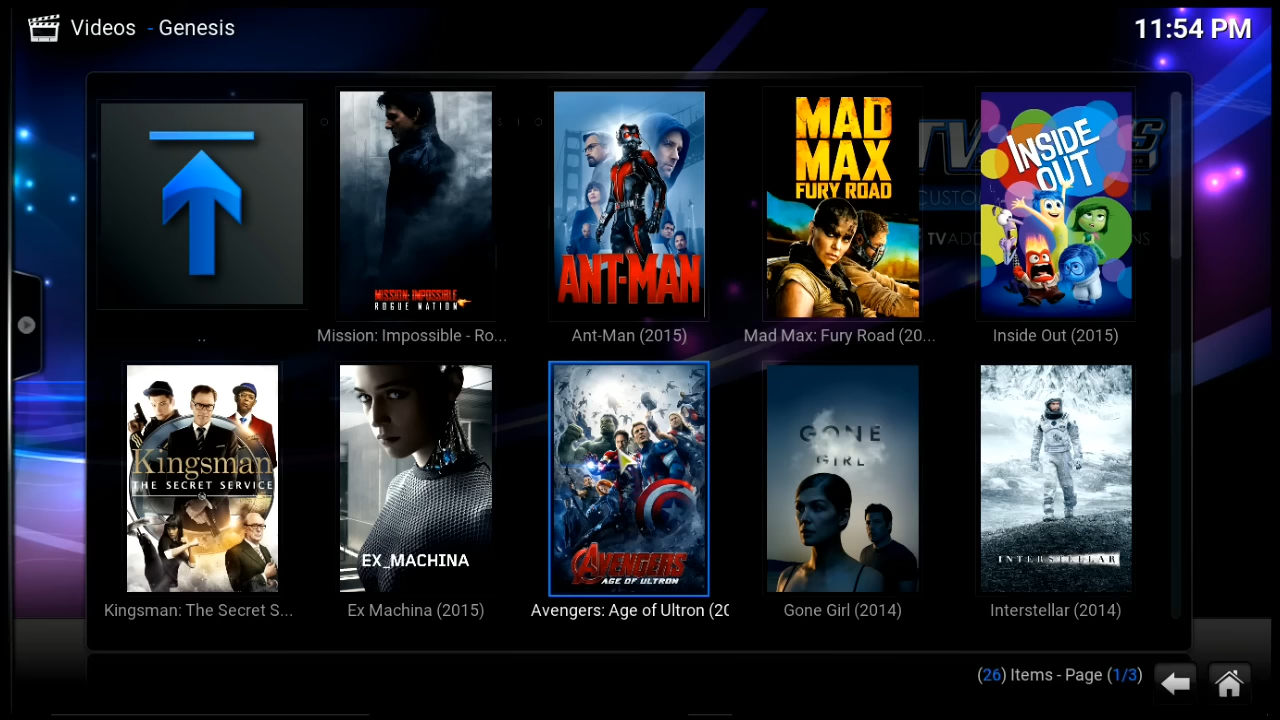 Videos - Genesis
11:54 PM
MISSION: IMPOSSIBLE
ROGUE NATION
ANT-MAN
MAD
MAX
FURY ROAD
INSIDE
OUT
TV
CUSTO
TVADD
..
Mission: Impossible - Ro...
Ant-Man (2015)
Mad Max: Fury Road (20...
Inside Out (2015)
Kingsman
THE SECRET SERVICE
EX_MACHINA
AVENGERS
AGE OF ULTRON
GONE
GIRL
INTERSTELLAR
Kingsman: The Secret S...
Ex Machina (2015)
Avengers: Age of Ultron (20
Gone Girl (2014)
Interstellar (2014)
(26) Items - Page (1/3)